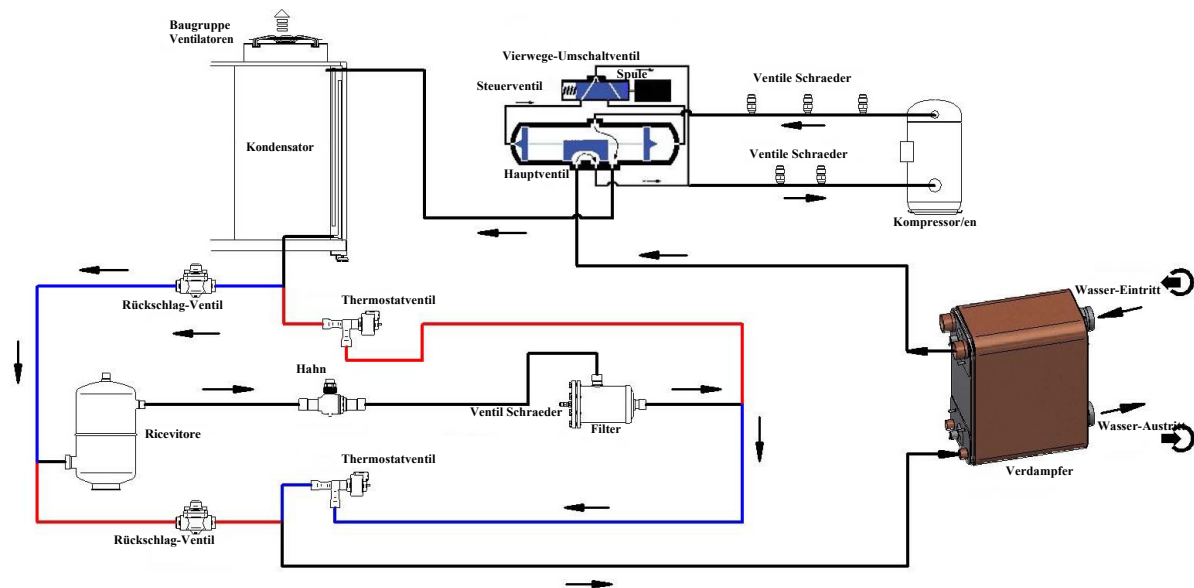 Baugruppe
Ventilatoren
Vierwege-Umschaltventil
Spule
Steuerventil
Ventile Schraeder
Kondensator
Hauptventil
Ventile Schraeder
Kompressor/en
Rückschlag-Ventil
Thermostatventil
Wasser-Eintritt
Hahn
Ricevitore
Ventil Schraeder
Filter
Wasser-Austritt
Thermostatventil
Verdampfer
Rückschlag-Ventil